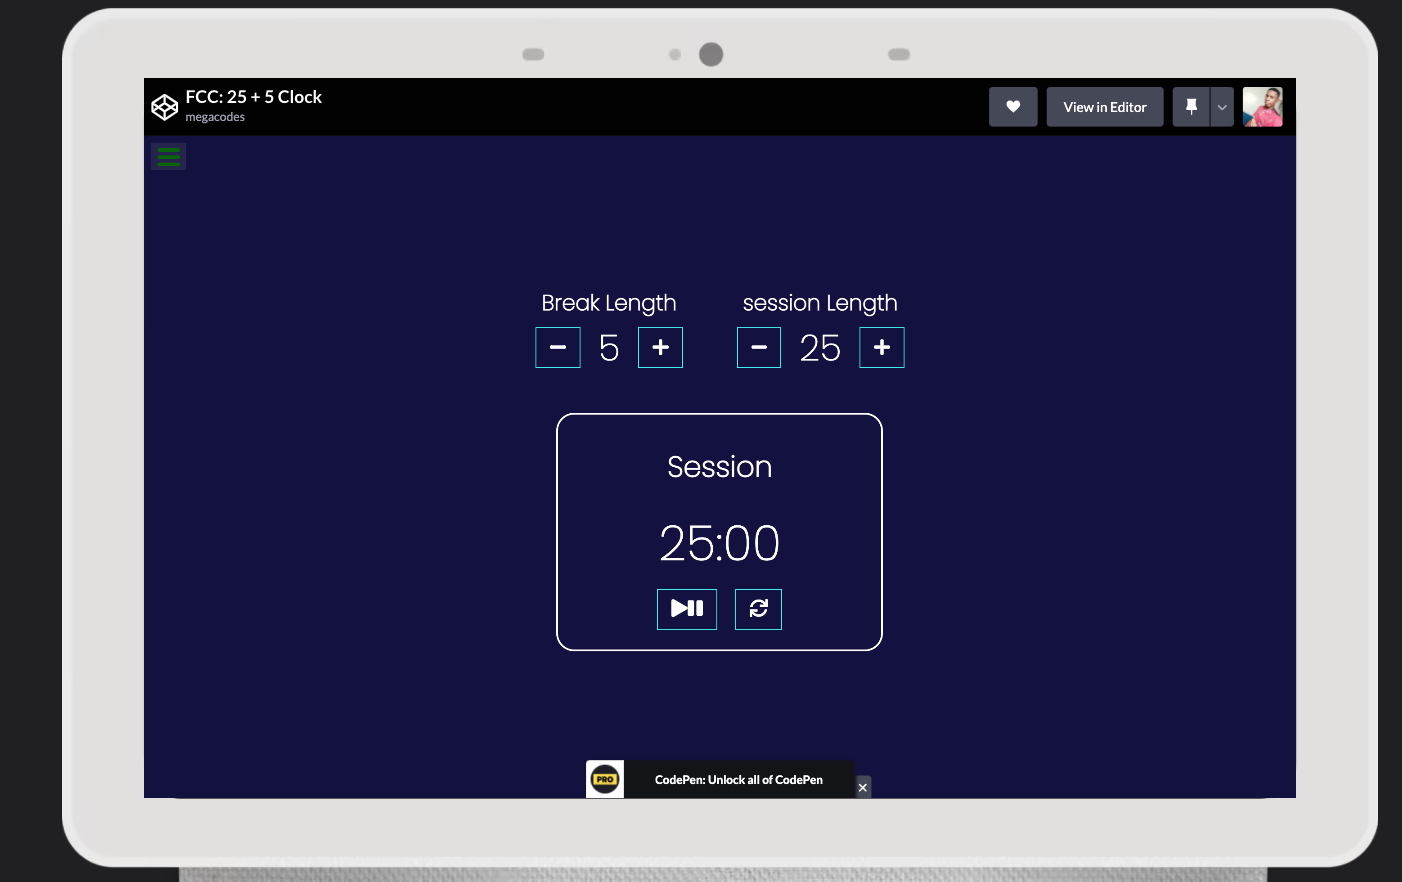 FCC: 25 + 5 Clock
megacodes
View in Editor
Break Length
5
session Length
25
Session
25:00
PRO
CodePen: Unlock all of CodePen